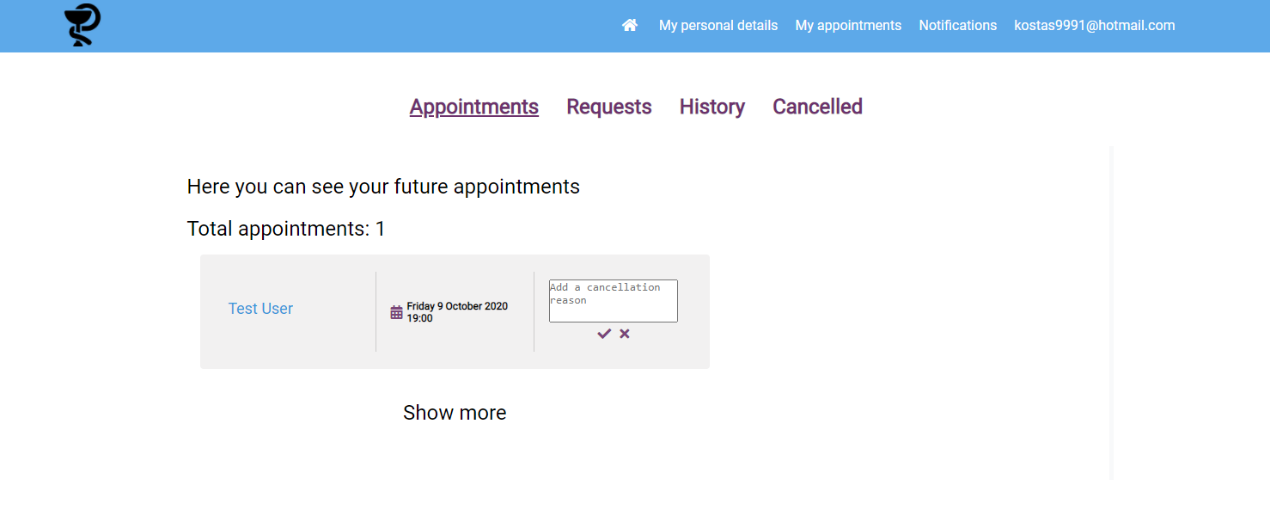 My personal details My appointments Notifications kostas9991@hotmail.com
Appointments Requests History Cancelled
Here you can see your future appointments
Total appointments: 1
Test User
Friday 9 October 2020
19:00
Add a cancellation
reason
Show more